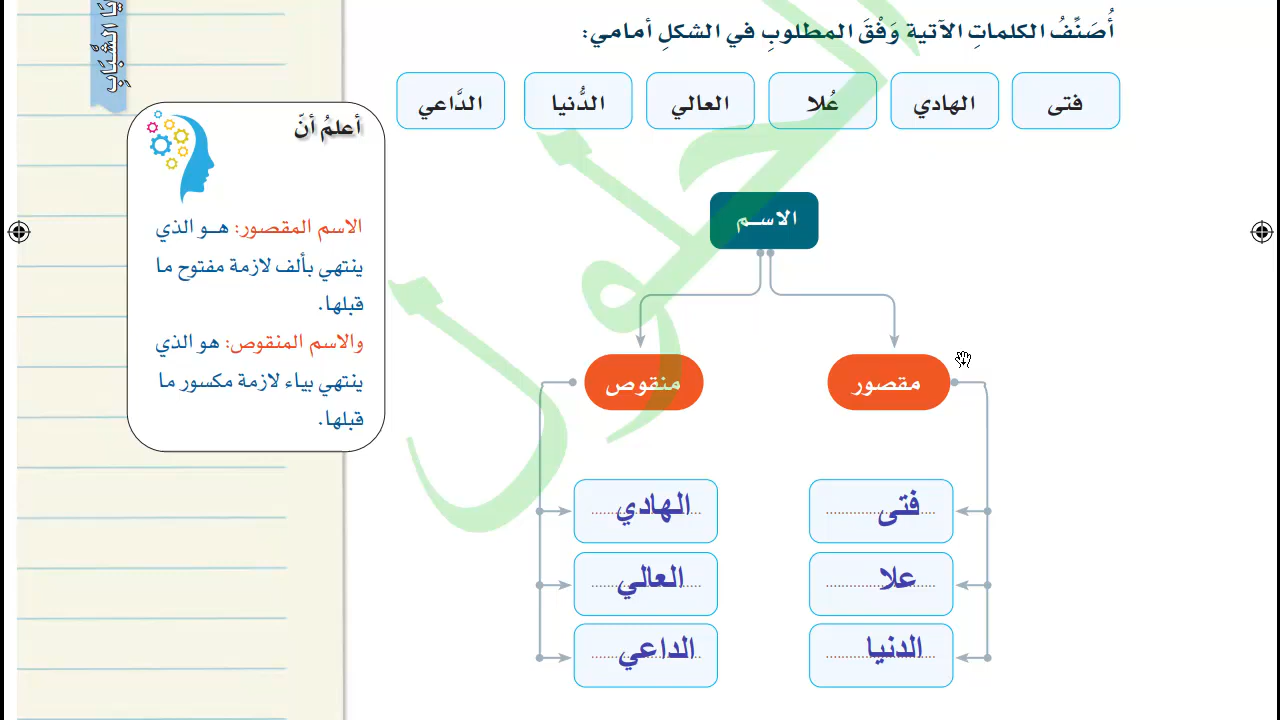 أُصَنِّفُ الكلماتِ الآتيةِ وَفْقَ المطلوبِ في الشكلِ أمامي:
فتى
الهادي
عُلا
العالي
الدُّنيا
الدَّاعي
الاسـم
مقصور
منقوص
فتى
علا
الدنيا
الهادي
العالي
الداعي
أعلمُ أنّ
الاسم المقصور: هـو الذي
ينتهي بألف لازمة مفتوح ما
قبلها.
والاسم المنقوص: هو الذي
ينتهي بياء لازمة مكسور ما
قبلها.
الحلول